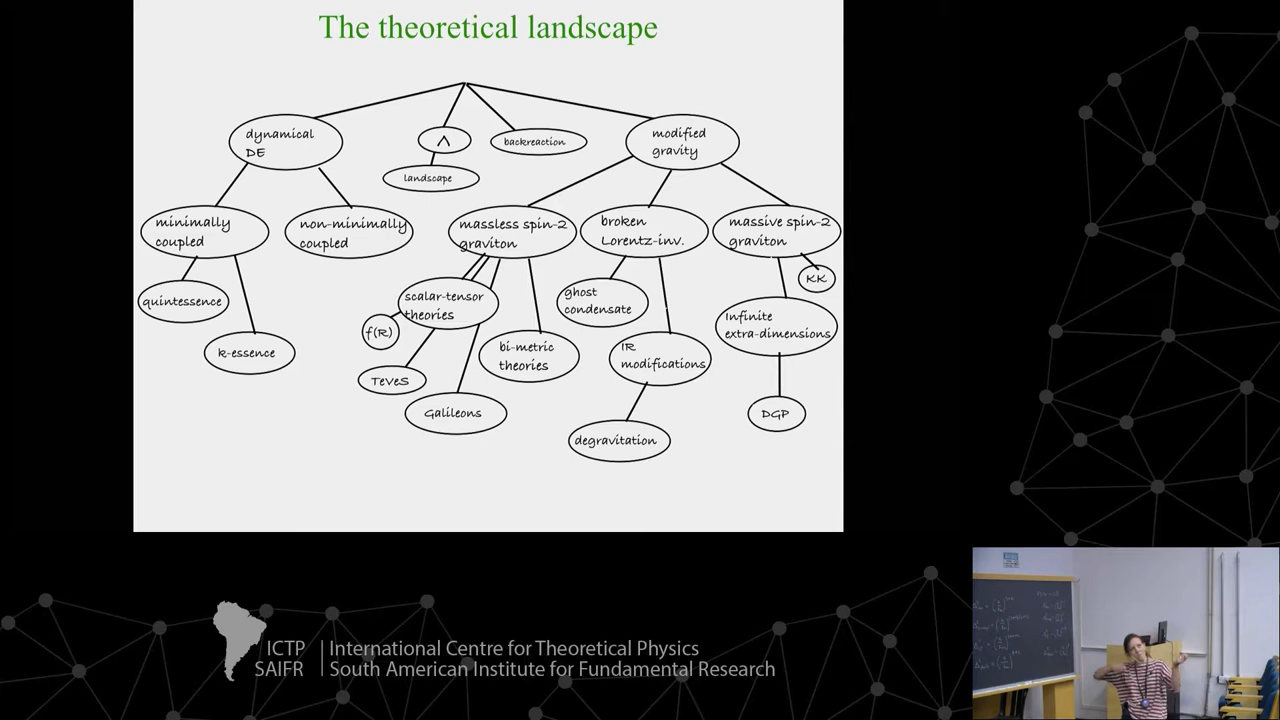 The theoretical landscape
dynamical
DE
Λ
backreaction
modified
gravity
landscape
minimally
coupled
non-minimally
coupled
massless spin-2
graviton
broken
Lorentz-inv.
massive spin-2
graviton
KK
quintessence
scalar-tensor
theories
ghost
condensate
Infinite
extra-dimensions
f(R)
k-essence
bi-metric
theories
IR
modifications
TeVeS
Galileons
DGP
degravitation
ICTP | International Centre for Theoretical Physics
SAIFR | South American Institute for Fundamental Research